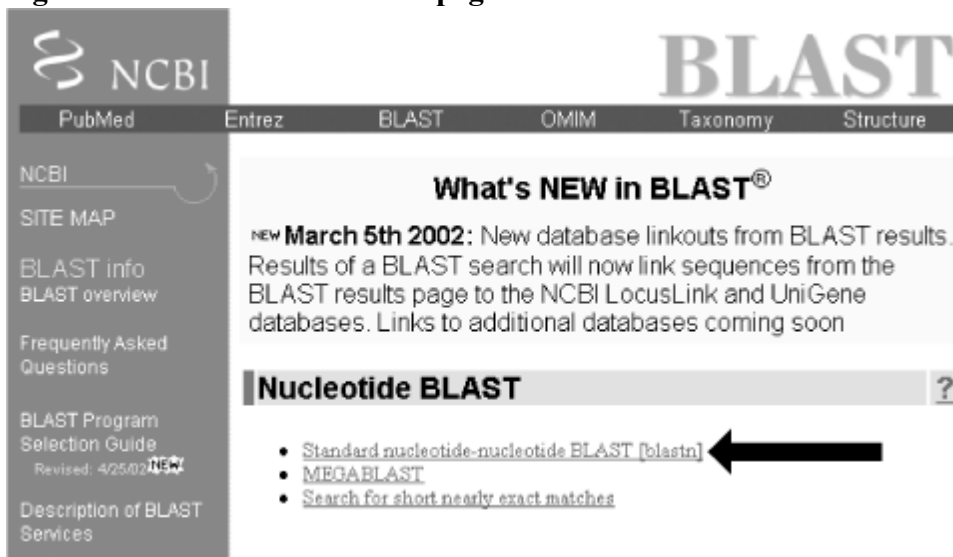 NCBI
BLAST
PubMed Entrez BLAST OMIM Taxonomy Structure
NCBI
SITE MAP
BLAST info
BLAST overview
Frequently Asked
Questions
BLAST Program
Selection Guide
Revised: 4/25/02 NEW!
Description of BLAST
Services
What's NEW in BLAST®
NEW March 5th 2002: New database linkouts from BLAST results.
Results of a BLAST search will now link sequences from the
BLAST results page to the NCBI LocusLink and UniGene
databases. Links to additional databases coming soon
Nucleotide BLAST ?
• Standard nucleotide-nucleotide BLAST [blastn]
• MEGABLAST
• Search for short nearly exact matches